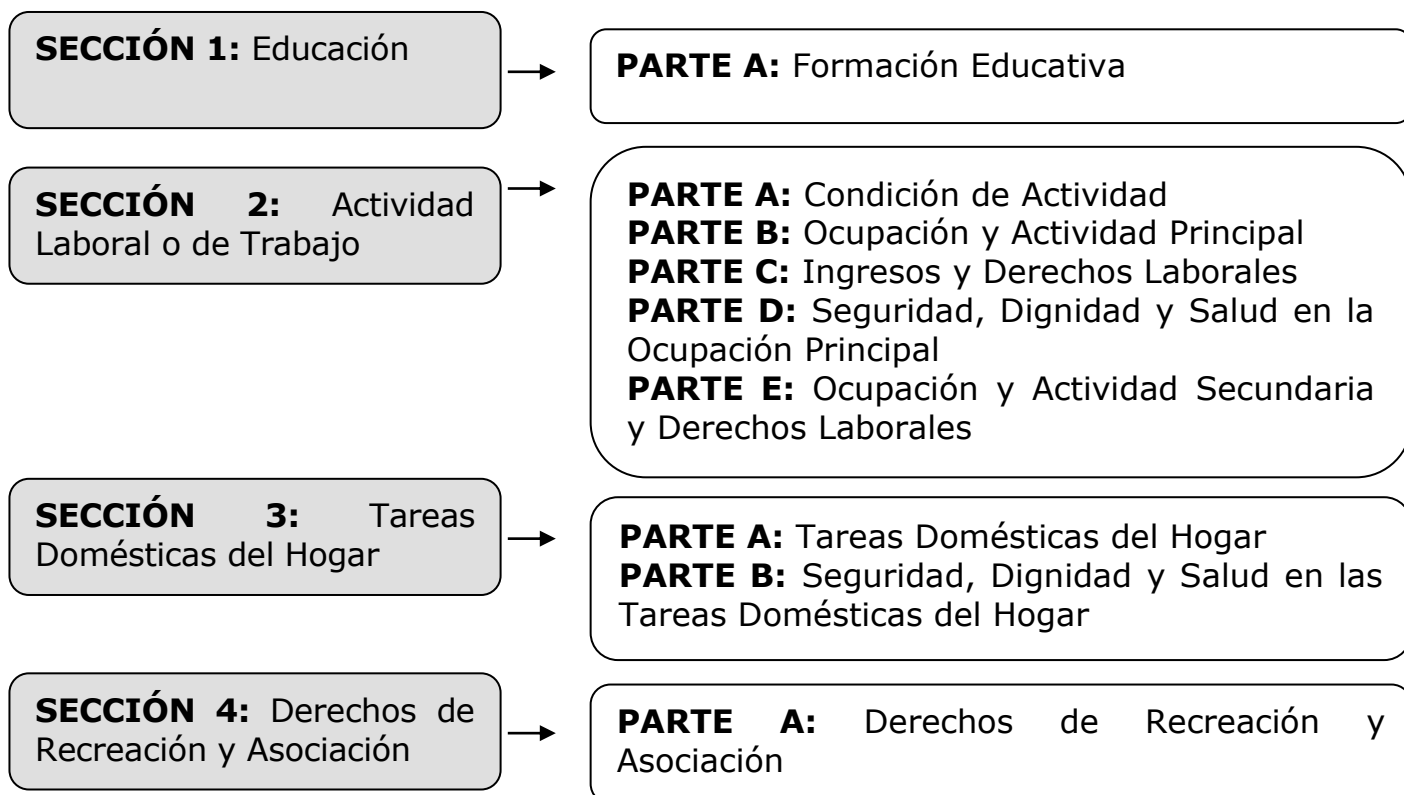 SECCIÓN 1: Educación
PARTE A: Formación Educativa
SECCIÓN 2: Actividad
Laboral o de Trabajo
PARTE A: Condición de Actividad
PARTE B: Ocupación y Actividad Principal
PARTE C: Ingresos y Derechos Laborales
PARTE D: Seguridad, Dignidad y Salud en la
Ocupación Principal
PARTE E: Ocupación y Actividad Secundaria
y Derechos Laborales
SECCIÓN 3: Tareas
Domésticas del Hogar
PARTE A: Tareas Domésticas del Hogar
PARTE B: Seguridad, Dignidad y Salud en las
Tareas Domésticas del Hogar
SECCIÓN 4: Derechos de
Recreación y Asociación
PARTE A: Derechos de Recreación y
Asociación